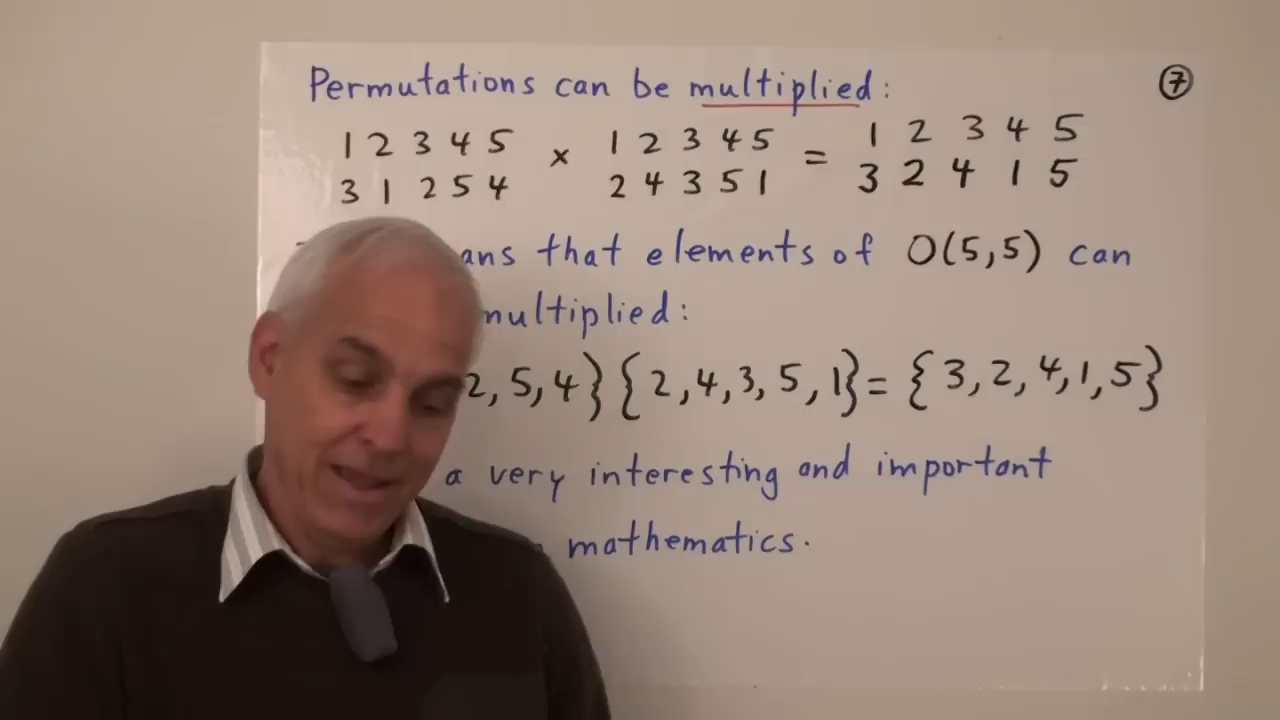 Permutations can be multiplied: ⑦
1 2 3 4 5 × 1 2 3 4 5 = 1 2 3 4 5
3 1 2 5 4 2 4 3 5 1 3 2 4 1 5
that elements of O(5,5) can
multiplied:
2, 5, 4} {2, 4, 3, 5, 1} = {3, 2, 4, 1, 5}
a very interesting and important
mathematics.